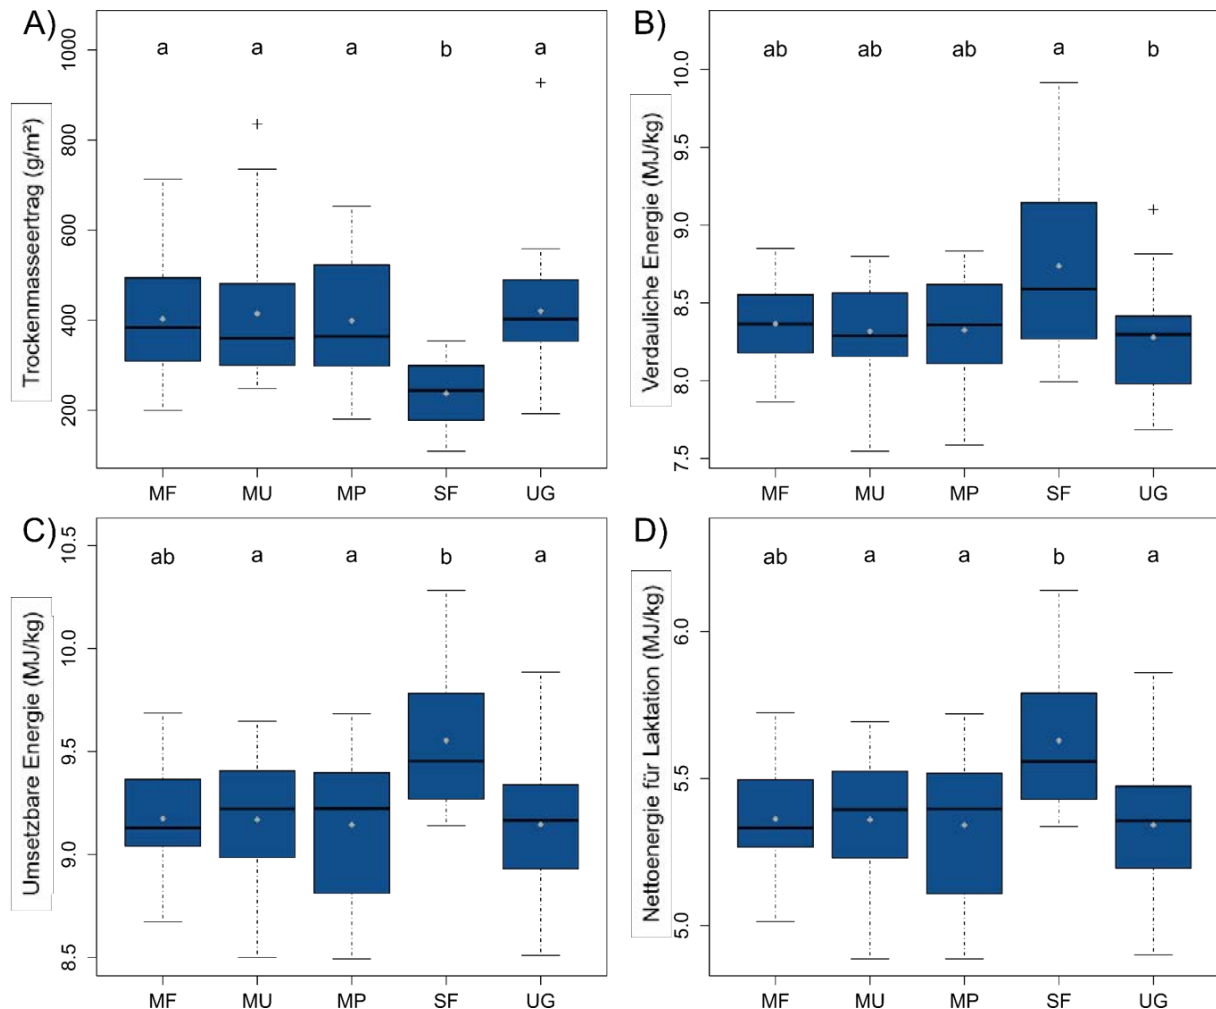 A)
a a a b a
Trockenmasseertrag (g/m²)
1000
800
600
400
200
MF MU MP SF UG
B)
ab ab ab a b
Verdauliche Energie (MJ/kg)
10.0
9.5
9.0
8.5
8.0
7.5
MF MU MP SF UG
C)
ab a a b a
Umsetzbare Energie (MJ/kg)
10.5
10.0
9.5
9.0
8.5
MF MU MP SF UG
D)
ab a a b a
Nettoenergie für Laktation (MJ/kg)
6.0
5.5
5.0
MF MU MP SF UG